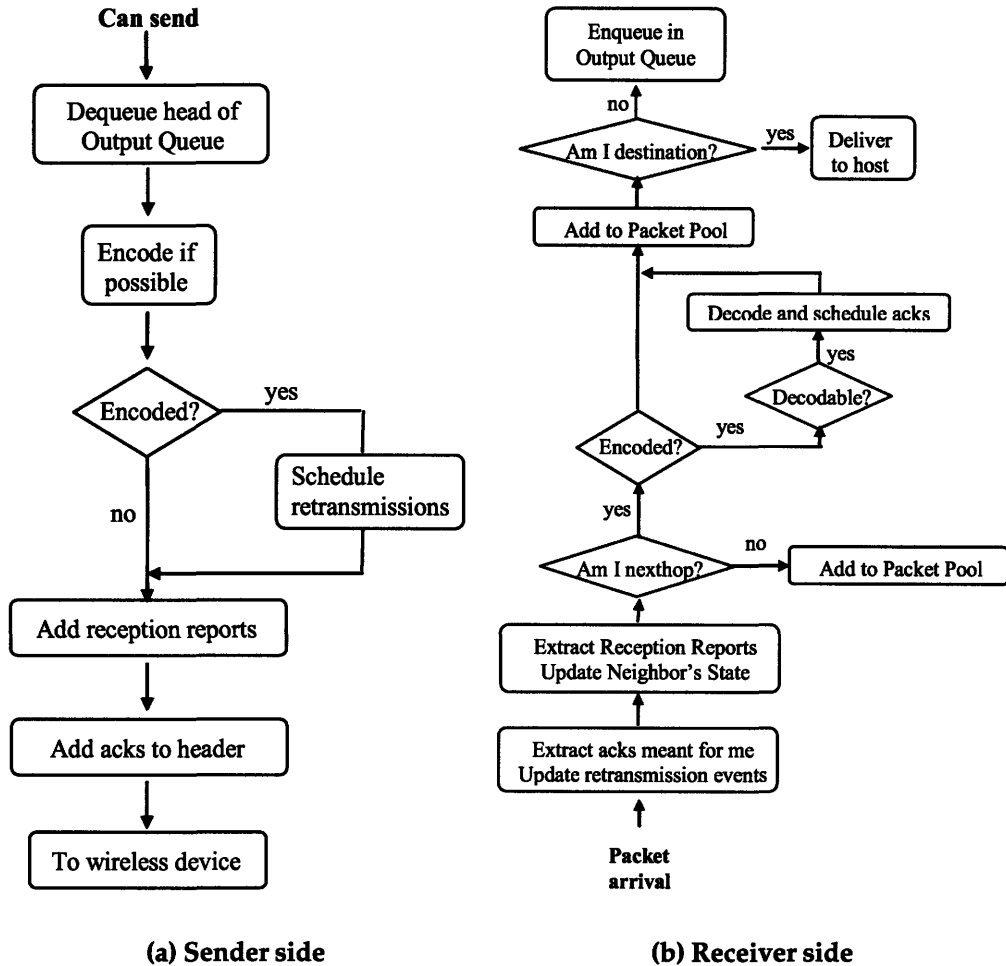 Can send
Dequeue head of
Output Queue
Encode if
possible
Encoded?
yes
Schedule
retransmissions
no
Add reception reports
Add acks to header
To wireless device
(a) Sender side
Enqueue in
Output Queue
no
Am I destination?
yes
Deliver
to host
Add to Packet Pool
Decode and schedule acks
yes
Decodable?
Encoded?
yes
yes
Am I nexthop?
no
Add to Packet Pool
Extract Reception Reports
Update Neighbor's State
Extract acks meant for me
Update retransmission events
Packet
arrival
(b) Receiver side